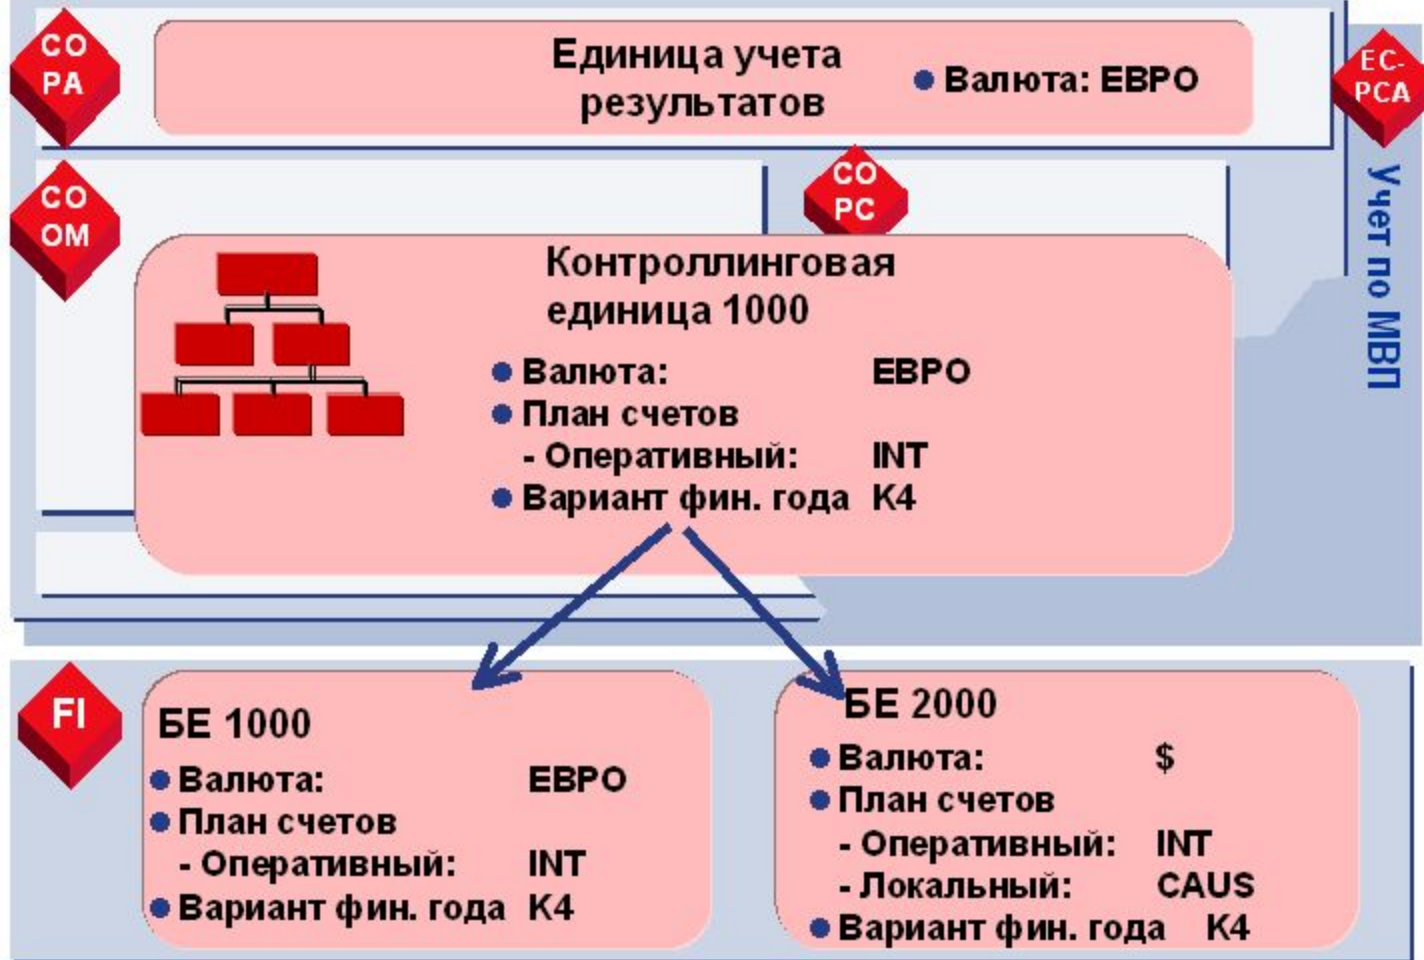 CO
PA
Единица учета
результатов
Валюта: ЕВРО
EC-
PCA
CO
OM
CO
PC
Учет по МВП
Контроллинговая
единица 1000
Валюта: ЕВРО
План счетов
- Оперативный: INT
Вариант фин. года K4
FI
БЕ 1000
Валюта: ЕВРО
План счетов
- Оперативный: INT
Вариант фин. года K4
БЕ 2000
Валюта: $
План счетов
- Оперативный: INT
- Локальный: CAUS
Вариант фин. года K4